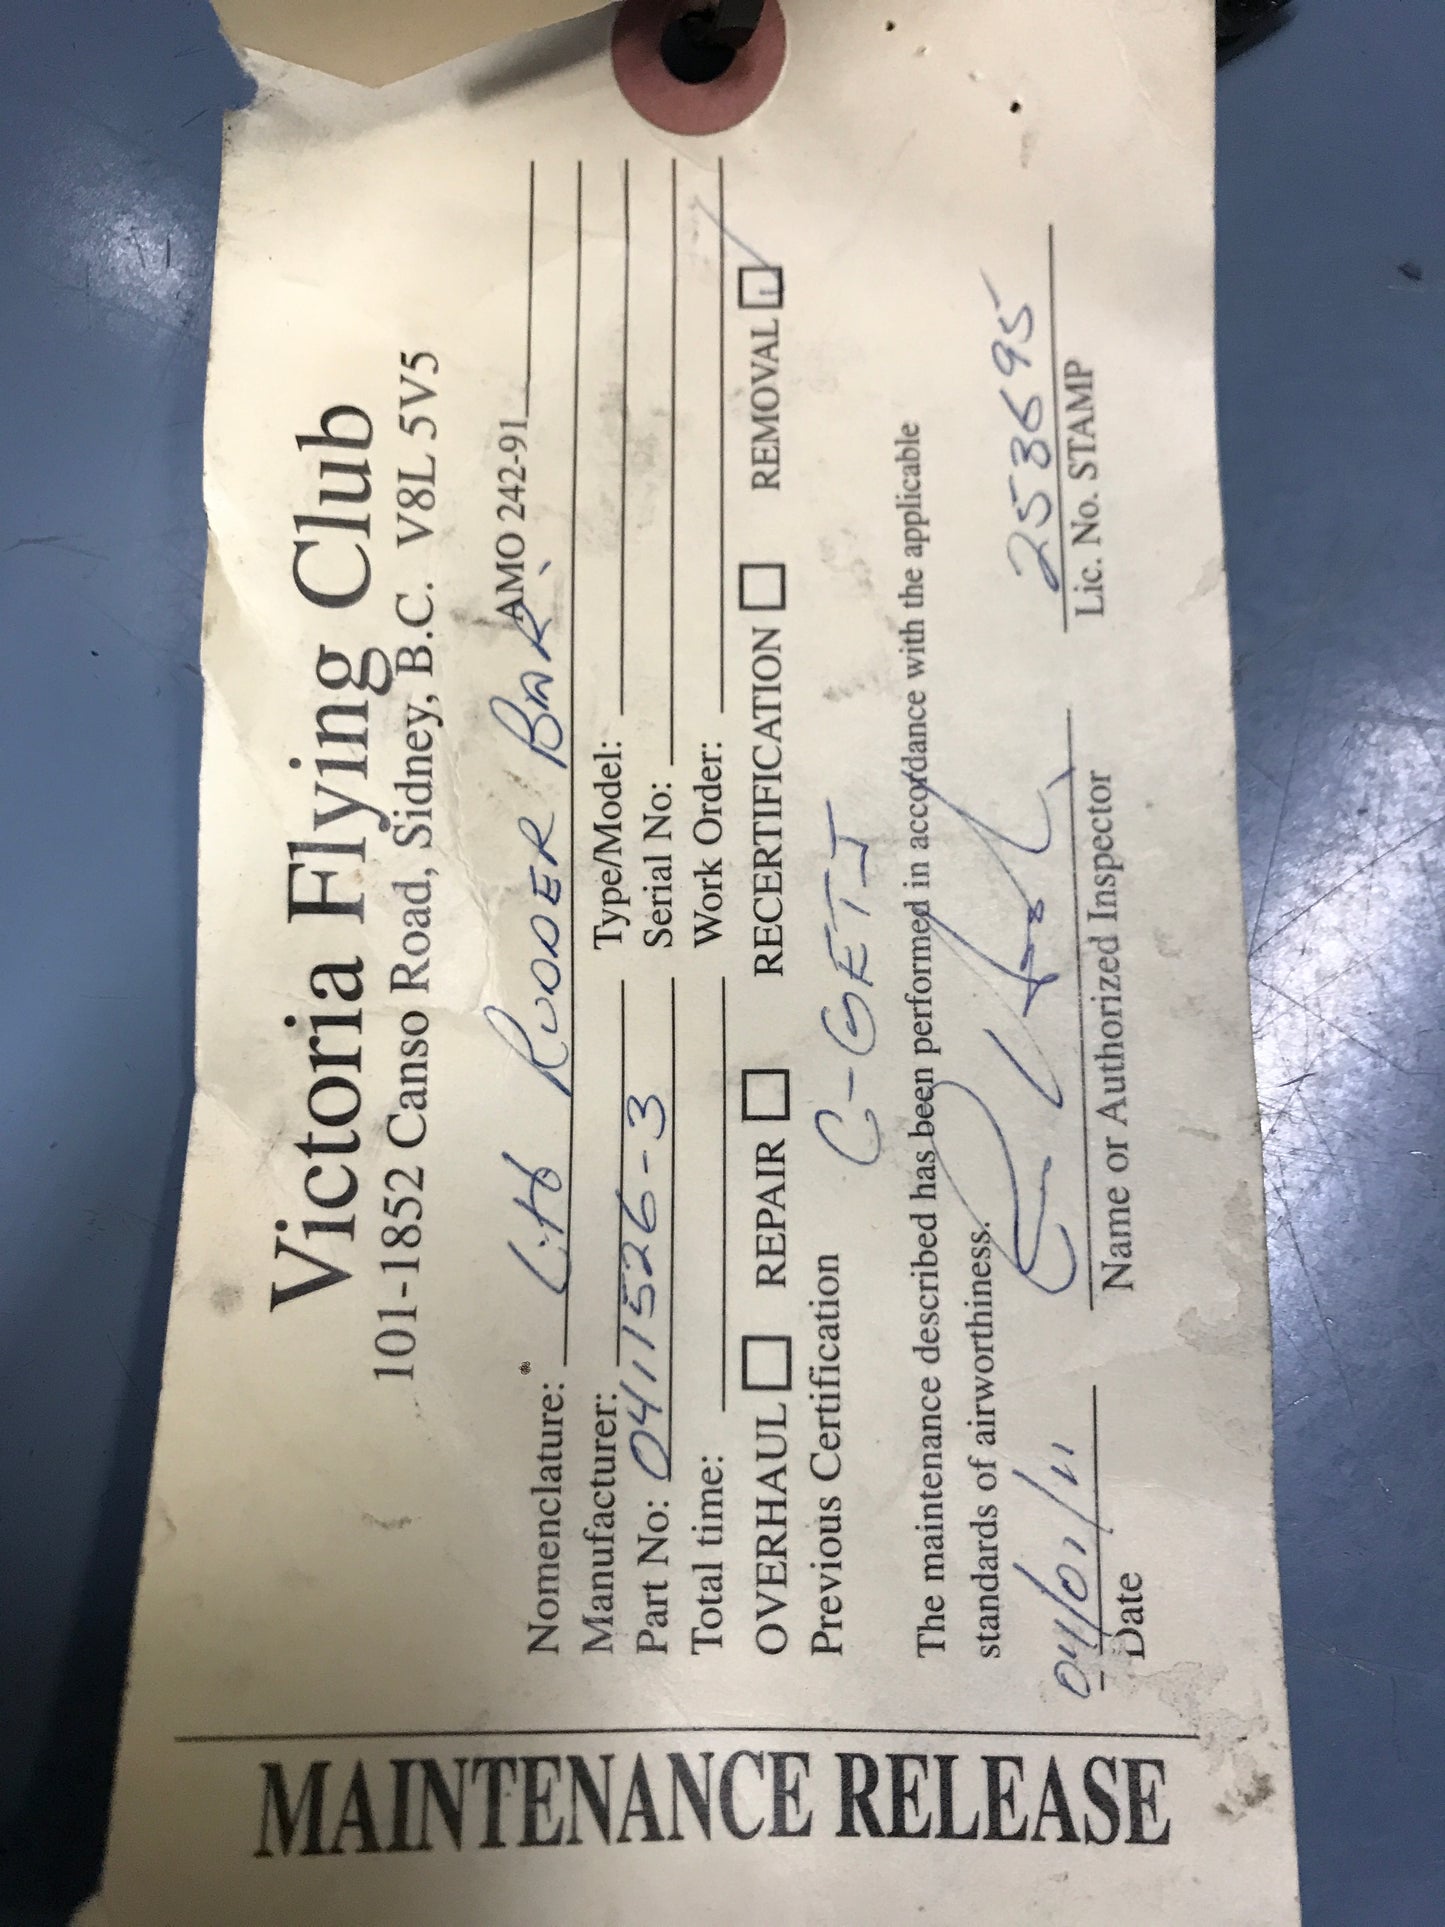 Victoria Flying Club
101-1852 Canso Road, Sidney, B.C. V8L 5V5
AMO 242-91
Nomenclature: L.H RUDDER BAR
Manufacturer: Type/Model:
Part No: 0411526-3 Serial No:
Total time: Work Order:
OVERHAUL REPAIR RECERTIFICATION REMOVAL
Previous Certification C-GETJ
The maintenance described has been performed in accordance with the applicable
standards of airworthiness.
04/07/11 253695
Date Name or Authorized Inspector Lic. No. STAMP
MAINTENANCE RELEASE